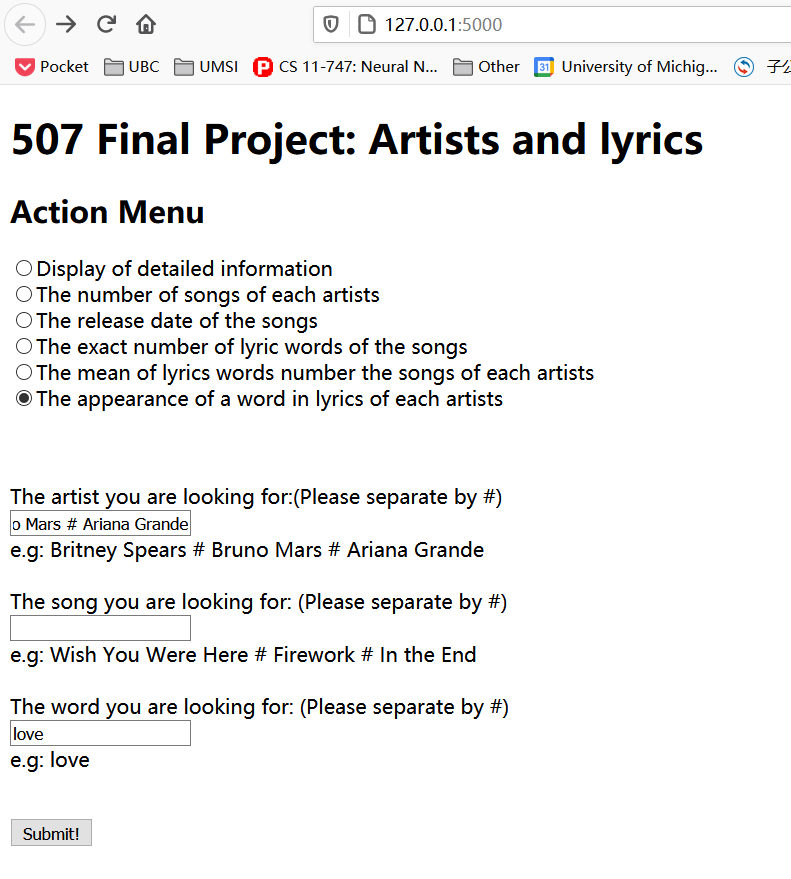 127.0.0.1:5000
Pocket UBC UMSI CS 11-747: Neural N... Other 31 University of Michig...
507 Final Project: Artists and lyrics
Action Menu
Display of detailed information
The number of songs of each artists
The release date of the songs
The exact number of lyric words of the songs
The mean of lyrics words number the songs of each artists
The appearance of a word in lyrics of each artists
The artist you are looking for:(Please separate by #)
o Mars # Ariana Grande
e.g: Britney Spears # Bruno Mars # Ariana Grande
The song you are looking for: (Please separate by #)
e.g: Wish You Were Here # Firework # In the End
The word you are looking for: (Please separate by #)
love
e.g: love
Submit!